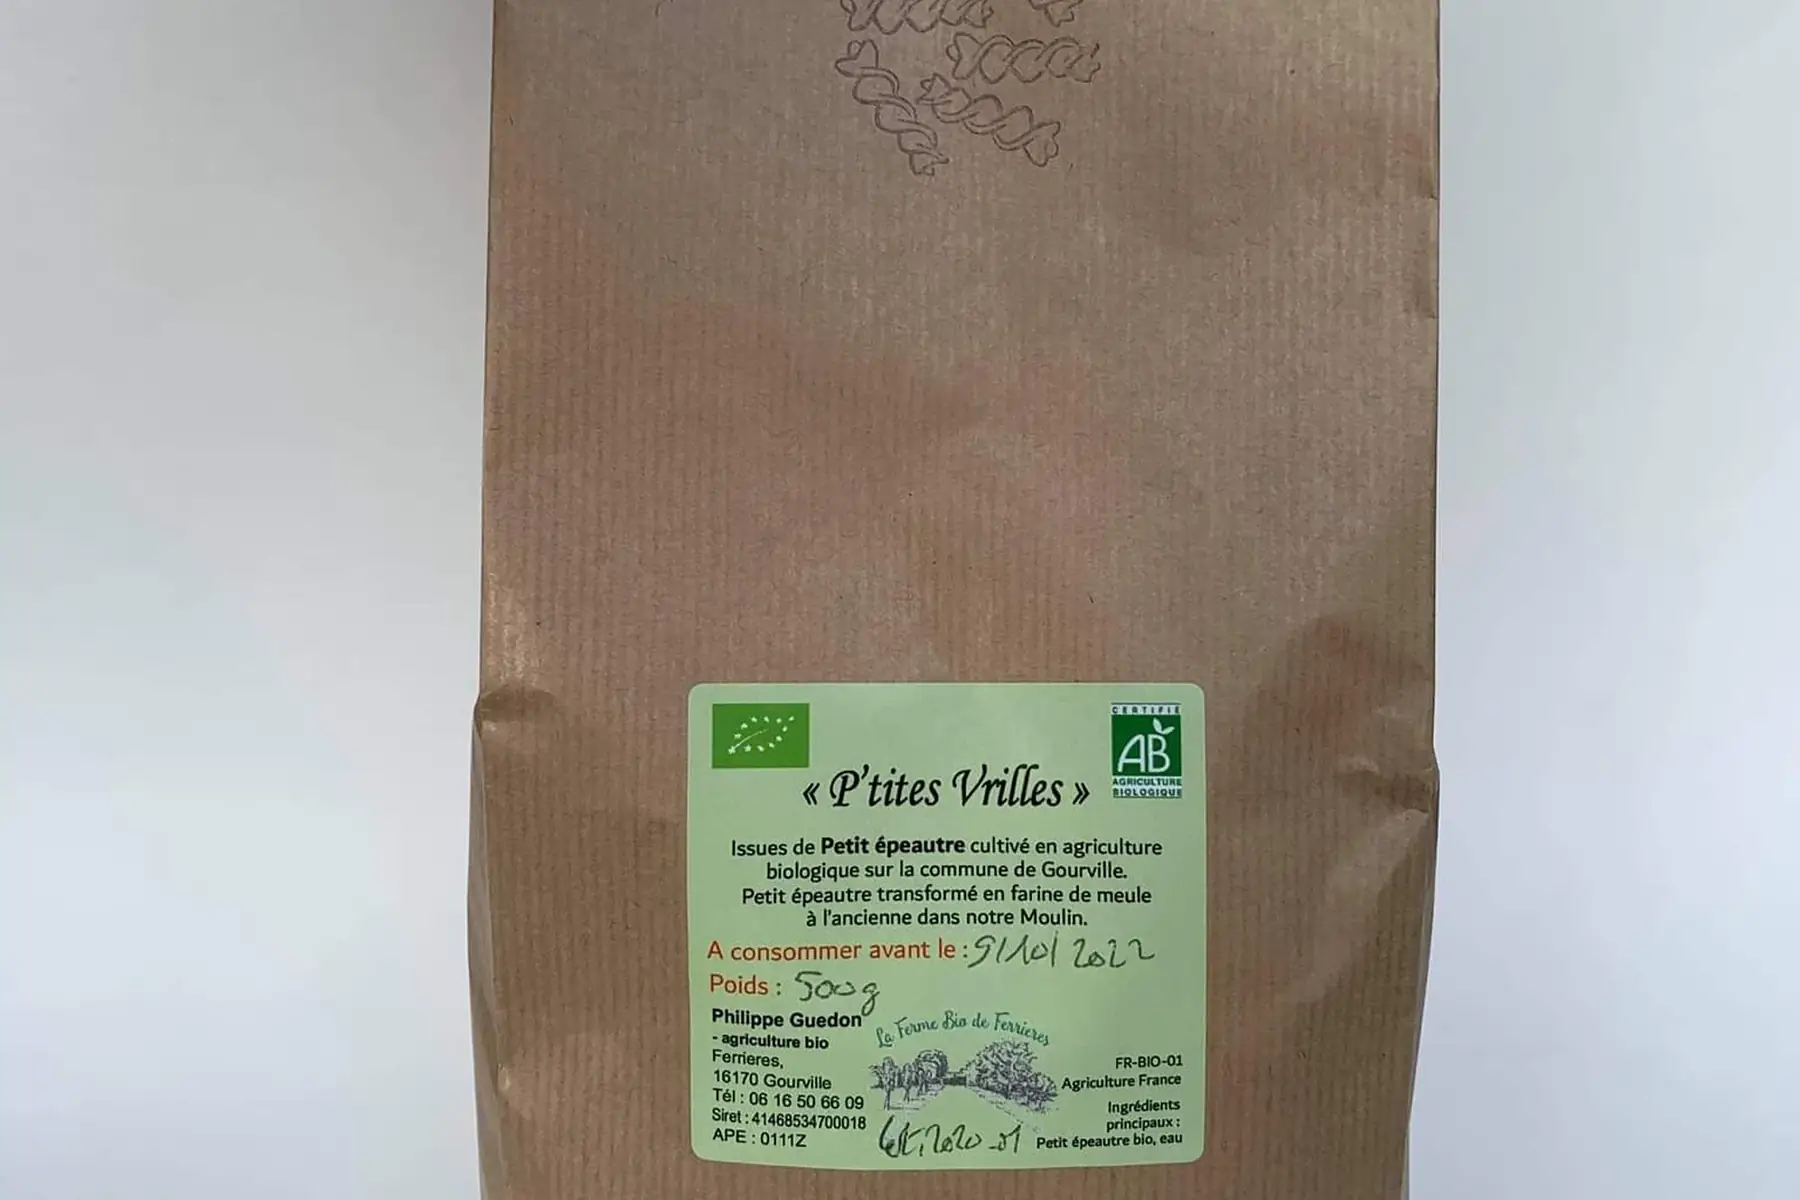 CERTIFIÉ
AB
AGRICULTURE
BIOLOGIQUE
« P'tites Vrilles »
Issues de Petit épeautre cultivé en agriculture
biologique sur la commune de Gourville.
Petit épeautre transformé en farine de meule
à l'ancienne dans notre Moulin.
A consommer avant le : 9/10/2022
Poids : 500g
Philippe Guedon
- agriculture bio
Ferrieres,
16170 Gourville
Tél : 06 16 50 66 09
Siret : 41468534700018
APE : 0111Z
La Ferme Bio de Ferrieres
2020-01
FR-BIO-01
Agriculture France
Ingrédients
principaux :
Petit épeautre bio, eau